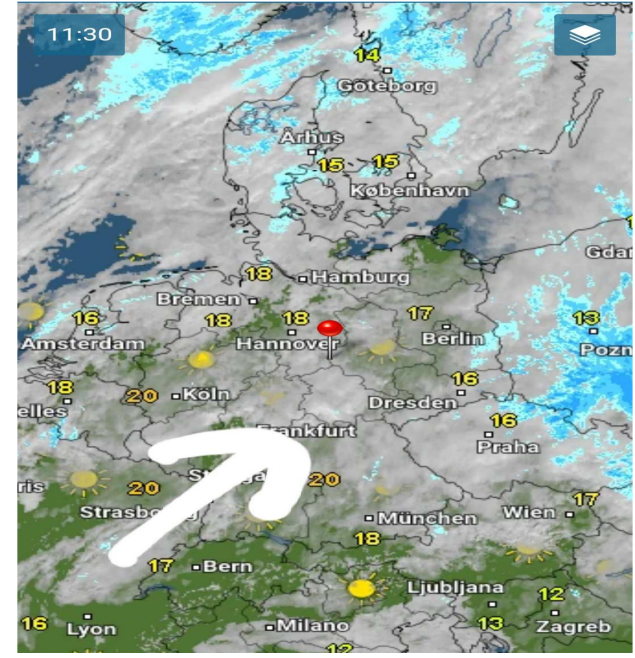 11:30
14
Göteborg
Århus
15
15
København
Gdar
18
Hamburg
Bremen
16
18
18
17
13
Amsterdam
Hannover
Berlin
Pozn
18
16
20
Köln
elles
Dresden
16
Frankfurt
Praha
20
ris
20
17
München
Wien
18
17
Bern
Ljubljana
12
16
Lyon
Milano
13
Zagreb
12